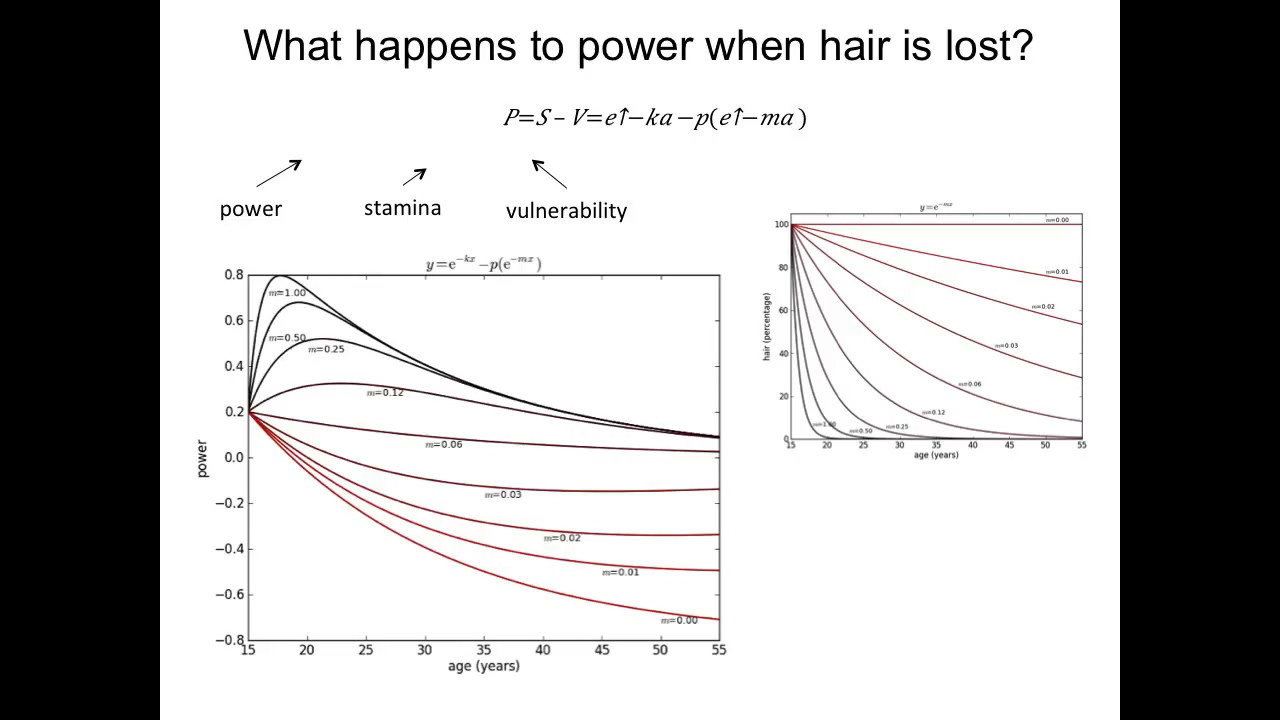 What happens to power when hair is lost?
P=S – V=e↑−ka −p(e↑−ma )
power
stamina
vulnerability
y=e^{-kx} −p(e^{-mx})
0.8
0.6
0.4
0.2
0.0
−0.2
−0.4
−0.6
−0.8
power
m=1.00
m=0.50
m=0.25
m=0.12
m=0.06
m=0.03
m=0.02
m=0.01
m=0.00
15 20 25 30 35 40 45 50 55
age (years)
y=e^{-mx}
100
80
60
40
20
0
hair (percentage)
m=0.00
m=0.01
m=0.02
m=0.03
m=0.06
m=0.12
m=0.25
m=0.50
m=1.00
15 20 25 30 35 40 45 50 55
age (years)